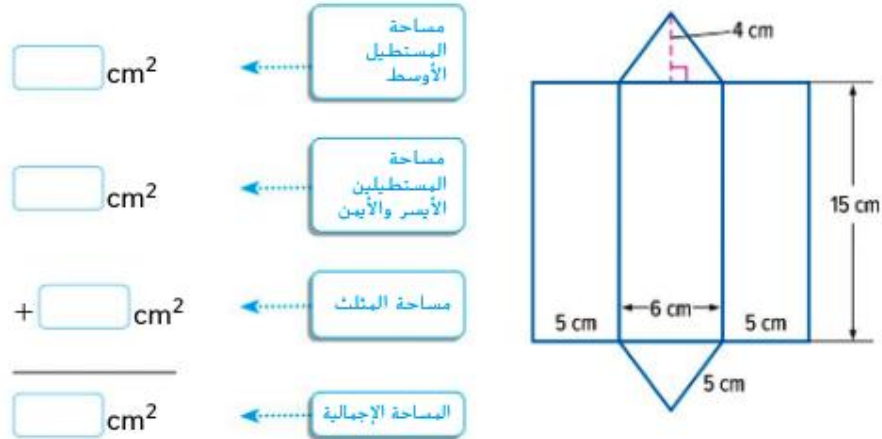 مساحة
المستطيل
الأوسط
cm²
مساحة
المستطيلين
الأيسر والأيمن
cm²
مساحة المثلث
+ cm²
المساحة الإجمالية
cm²
4 cm
15 cm
5 cm
6 cm
5 cm
5 cm